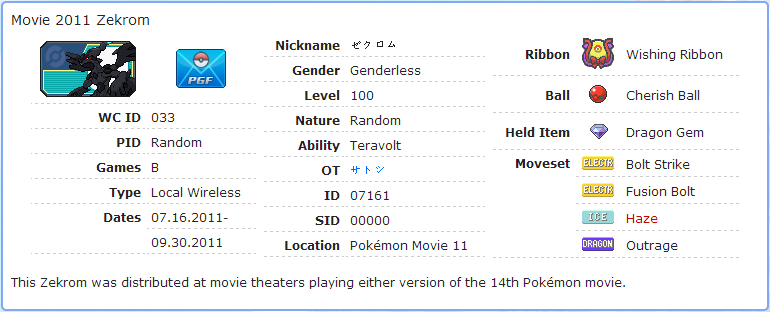 Movie 2011 Zekrom
PGF
WC ID 033
PID Random
Games B
Type Local Wireless
Dates 07.16.2011-
09.30.2011
Nickname ゼクロム
Gender Genderless
Level 100
Nature Random
Ability Teravolt
OT サトシ
ID 07161
SID 00000
Location Pokémon Movie 11
Ribbon Wishing Ribbon
Ball Cherish Ball
Held Item Dragon Gem
Moveset ELECTR Bolt Strike
ELECTR Fusion Bolt
ICE Haze
DRAGON Outrage
This Zekrom was distributed at movie theaters playing either version of the 14th Pokémon movie.